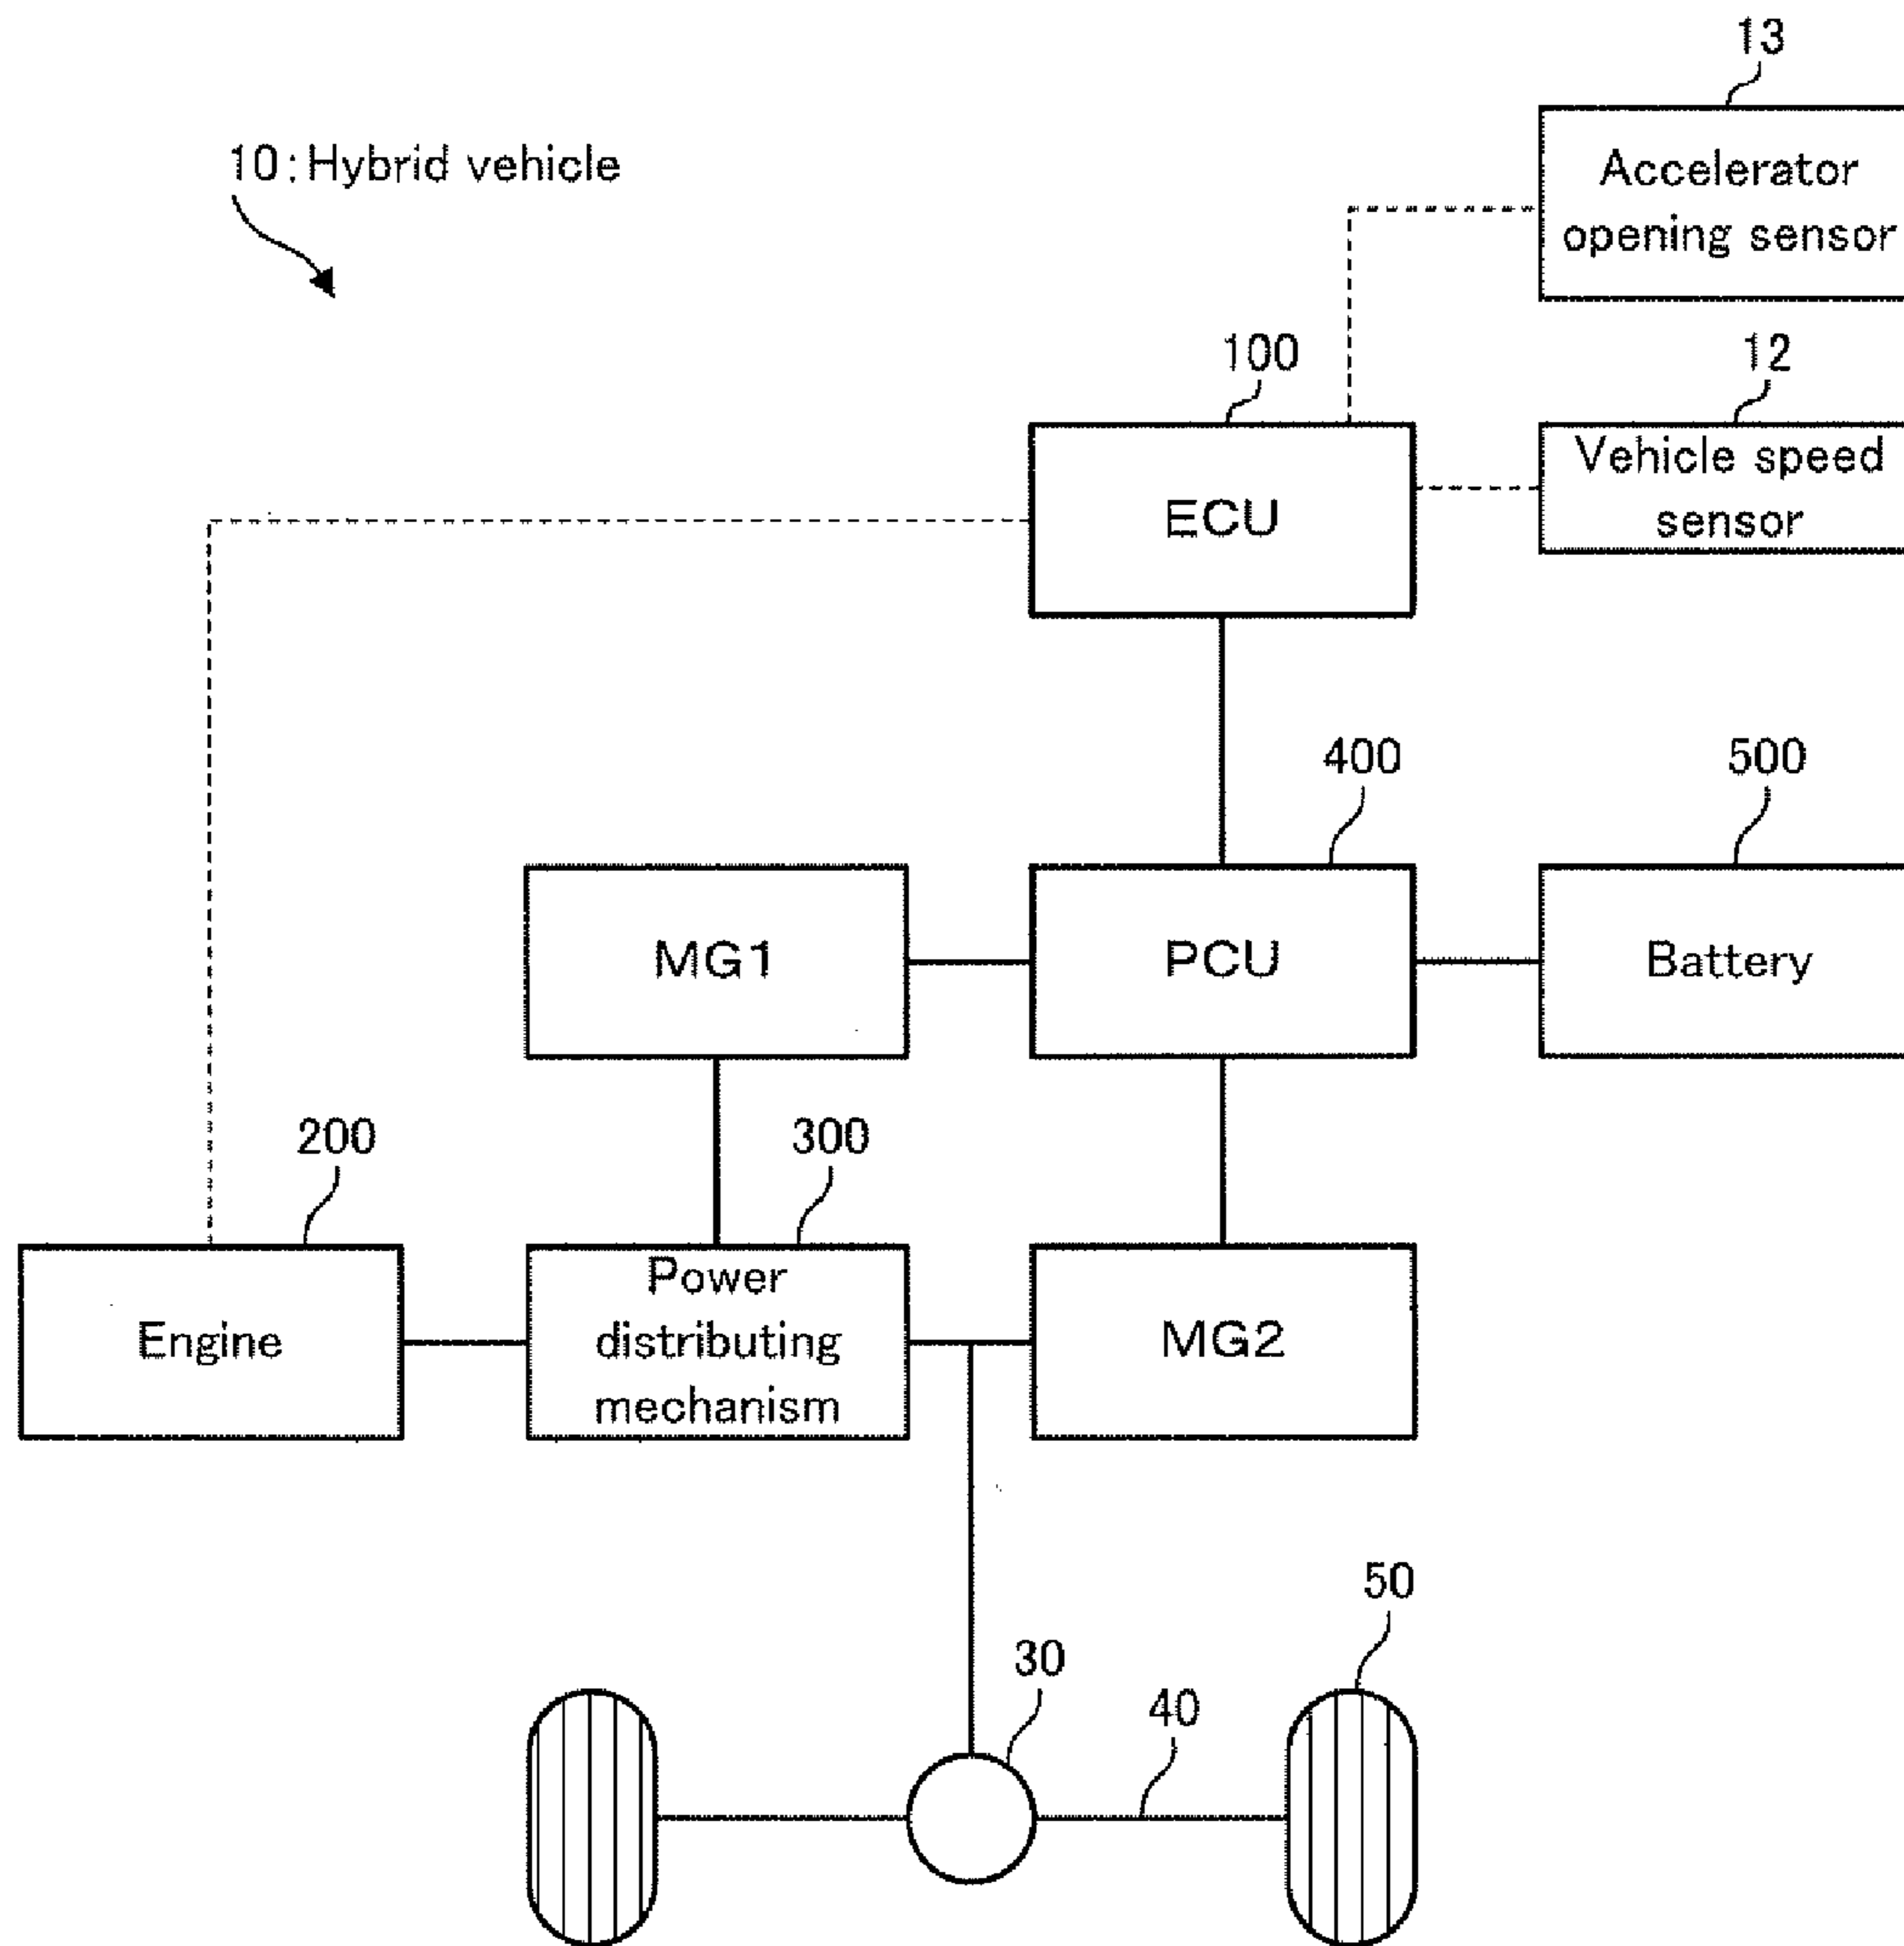 13
10:Hybrid vehicle
Accelerator
opening sensor
100
12
ECU
Vehicle speed
sensor
400
500
MG1
PCU
Battery
200
300
Engine
Power
distributing
mechanism
MG2
50
30
40